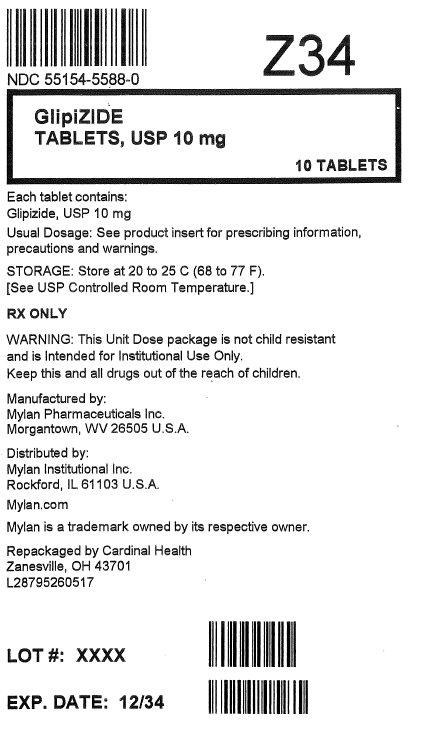 Z34
NDC 55154-5588-0
GlipiZIDE
TABLETS, USP 10 mg
10 TABLETS
Each tablet contains:
Glipizide, USP 10 mg
Usual Dosage: See product insert for prescribing information,
precautions and warnings.
STORAGE: Store at 20 to 25 C (68 to 77 F).
[See USP Controlled Room Temperature.]
RX ONLY
WARNING: This Unit Dose package is not child resistant
and is Intended for Institutional Use Only.
Keep this and all drugs out of the reach of children.
Manufactured by:
Mylan Pharmaceuticals Inc.
Morgantown, WV 26505 U.S.A.
Distributed by:
Mylan Institutional Inc.
Rockford, IL 61103 U.S.A.
Mylan.com
Mylan is a trademark owned by its respective owner.
Repackaged by Cardinal Health
Zanesville, OH 43701
L28795260517
LOT #: XXXX
EXP. DATE: 12/34